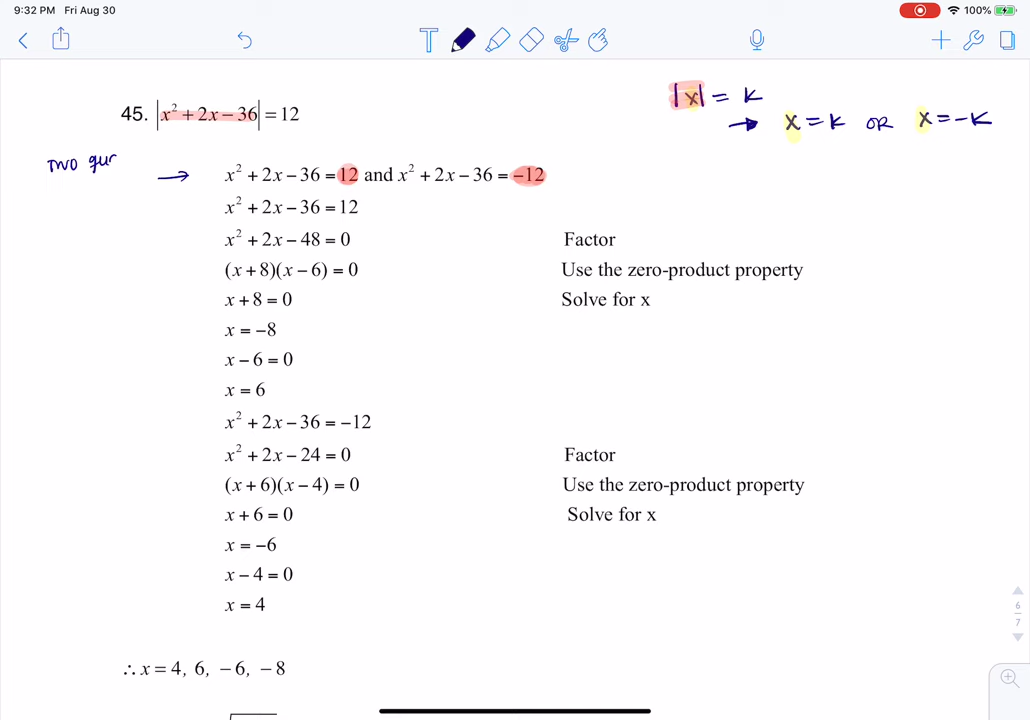 9:32 PM Fri Aug 30
100%
T
|x| = k
→ x = k OR x = -k
45. |x² + 2x − 36| = 12
Two
→ x² + 2x − 36 = 12 and x² + 2x − 36 = −12
x² + 2x − 36 = 12
x² + 2x − 48 = 0 Factor
(x + 8)(x − 6) = 0 Use the zero-product property
x + 8 = 0 Solve for x
x = −8
x − 6 = 0
x = 6
x² + 2x − 36 = −12
x² + 2x − 24 = 0 Factor
(x + 6)(x − 4) = 0 Use the zero-product property
x + 6 = 0 Solve for x
x = −6
x − 4 = 0
x = 4
∴ x = 4, 6, − 6, − 8
6
7